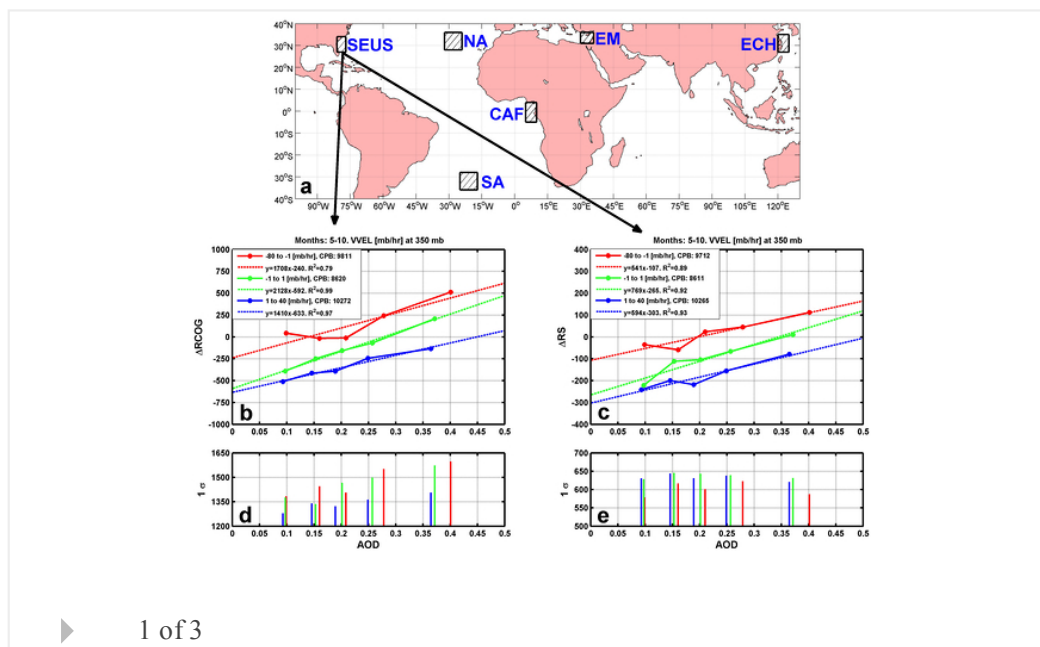 40°N
30°N
20°N
10°N
0°
10°S
20°S
30°S
40°S
SEUS
NA
EM
ECH
CAF
SA
a
90°W 75°W 60°W 45°W 30°W 15°W 0° 15°E 30°E 45°E 60°E 75°E 90°E 105°E 120°E
Months: 5-10. VVEL [mb/hr] at 350 mb
-80 to -1 [mb/hr], CPB: 9811
y=1708x-240. R²=0.79
-1 to 1 [mb/hr], CPB: 8620
y=2128x-592. R²=0.99
1 to 40 [mb/hr], CPB: 10272
y=1410x-633. R²=0.97
1000
750
500
250
0
-250
-500
-750
-1000
ΔRCOG
b
0 0.05 0.1 0.15 0.2 0.25 0.3 0.35 0.4 0.45 0.5
Months: 5-10. VVEL [mb/hr] at 350 mb
-80 to -1 [mb/hr], CPB: 9712
y=541x-107. R²=0.89
-1 to 1 [mb/hr], CPB: 8611
y=769x-265. R²=0.92
1 to 40 [mb/hr], CPB: 10265
y=594x-303. R²=0.93
400
300
200
100
0
-100
-200
-300
-400
ΔRS
c
0 0.05 0.1 0.15 0.2 0.25 0.3 0.35 0.4 0.45 0.5
1650
1500
1350
1200
1 σ
d
0 0.05 0.1 0.15 0.2 0.25 0.3 0.35 0.4 0.45 0.5
AOD
700
650
600
550
500
1 σ
e
0 0.05 0.1 0.15 0.2 0.25 0.3 0.35 0.4 0.45 0.5
AOD
1 of 3